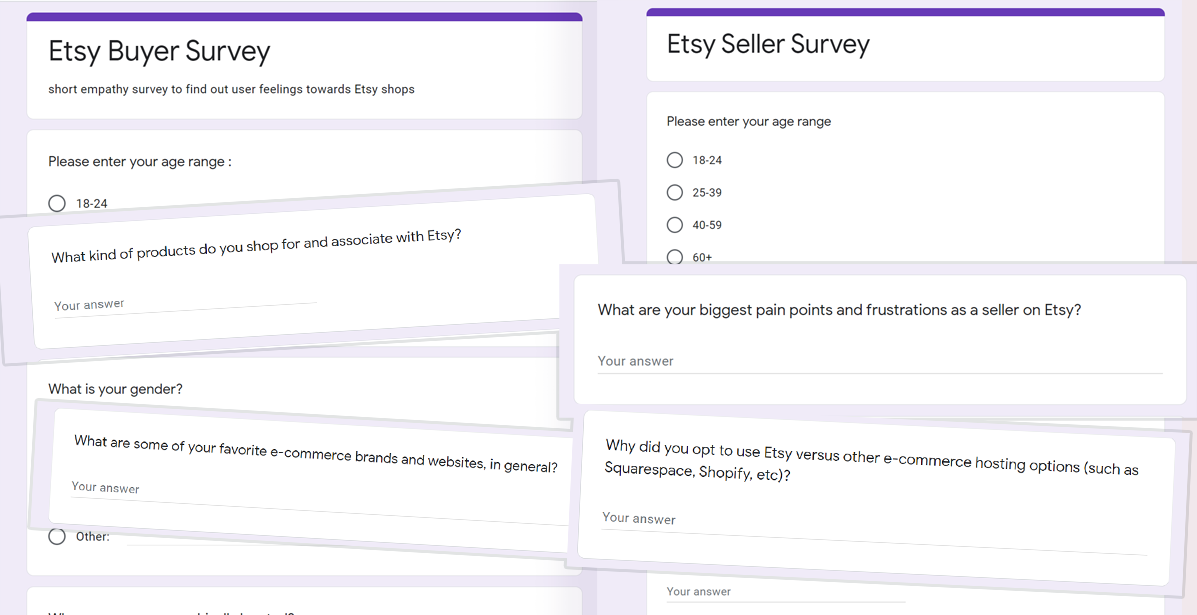 Etsy Buyer Survey
short empathy survey to find out user feelings towards Etsy shops
Please enter your age range :
18-24
What kind of products do you shop for and associate with Etsy?
Your answer
What is your gender?
What are some of your favorite e-commerce brands and websites, in general?
Your answer
Other:
Etsy Seller Survey
Please enter your age range
18-24
25-39
40-59
60+
What are your biggest pain points and frustrations as a seller on Etsy?
Your answer
Why did you opt to use Etsy versus other e-commerce hosting options (such as
Squarespace, Shopify, etc)?
Your answer
Your answer